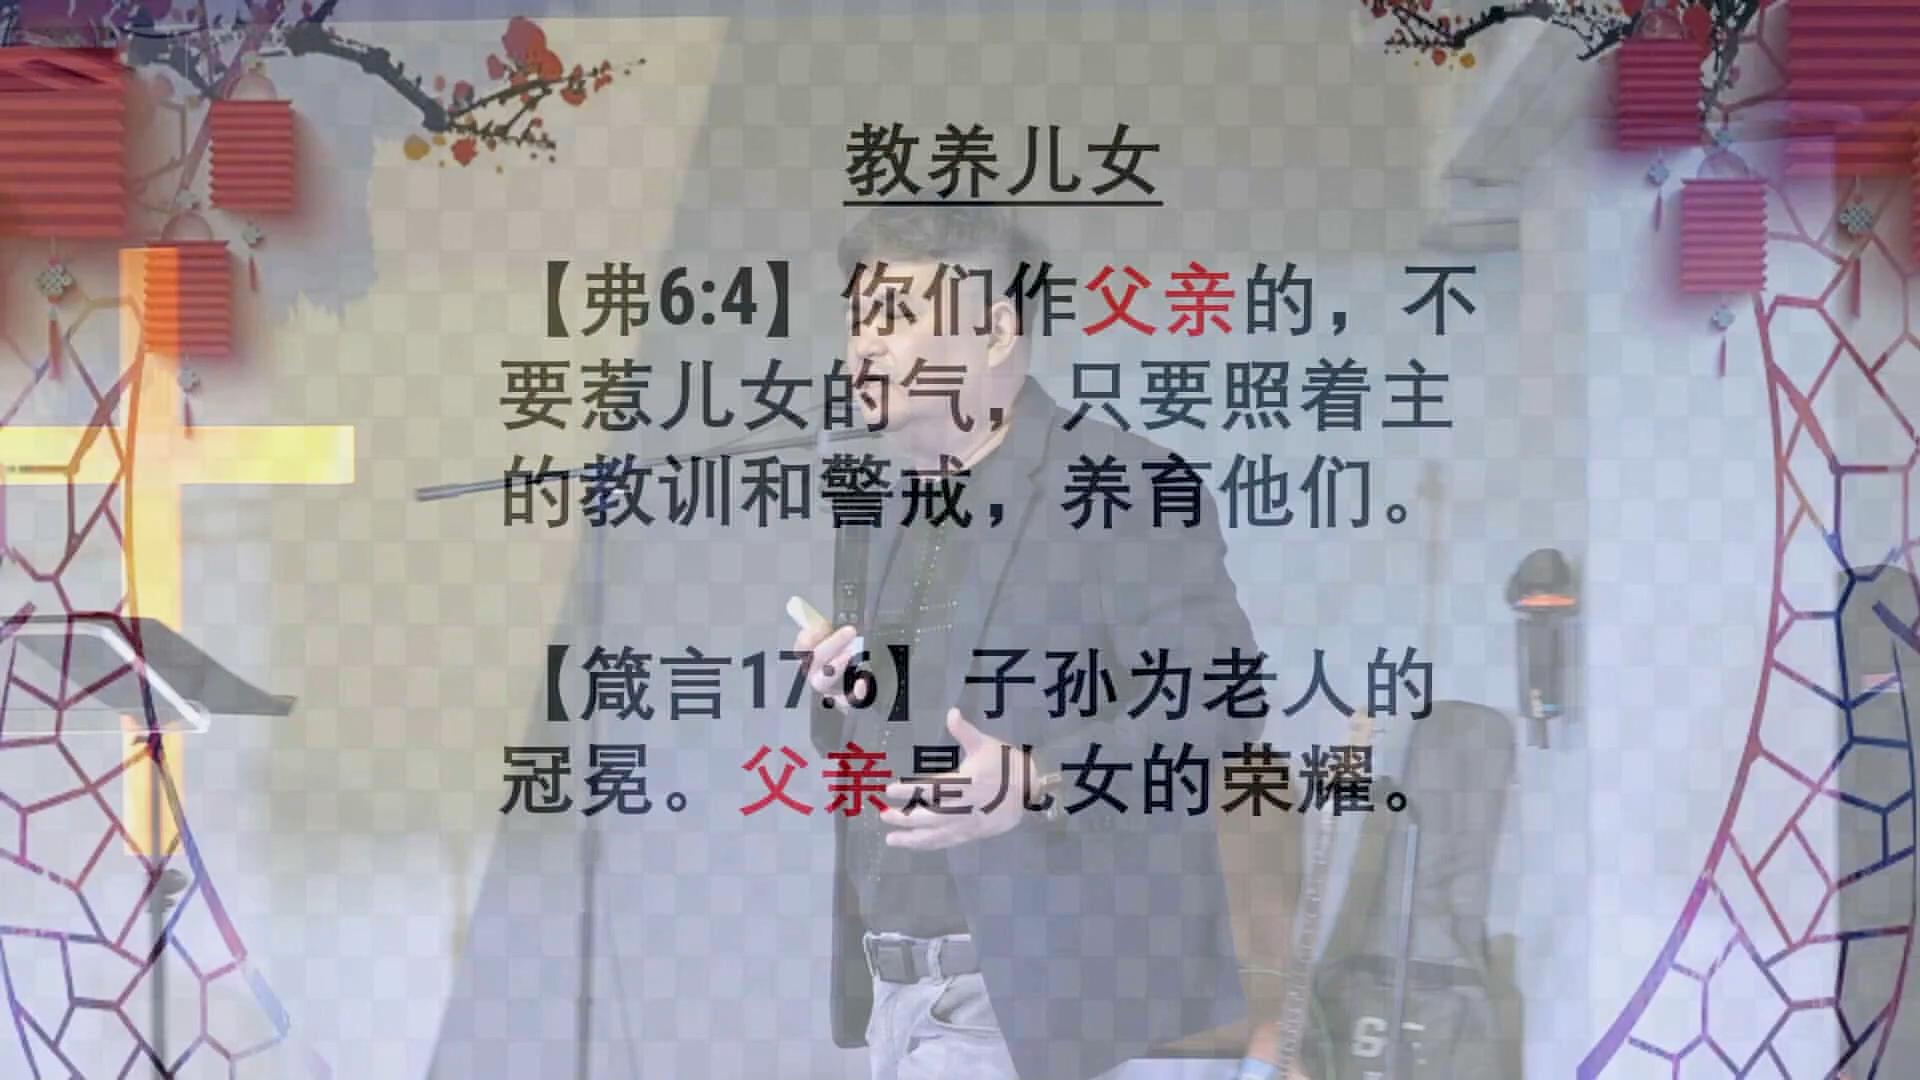 教养儿女
【弗6:4】你们作父亲的，不
要惹儿女的气，只要照着主
的教训和警戒，养育他们。
【箴言17:6】子孙为老人的
冠冕。父亲是儿女的荣耀。